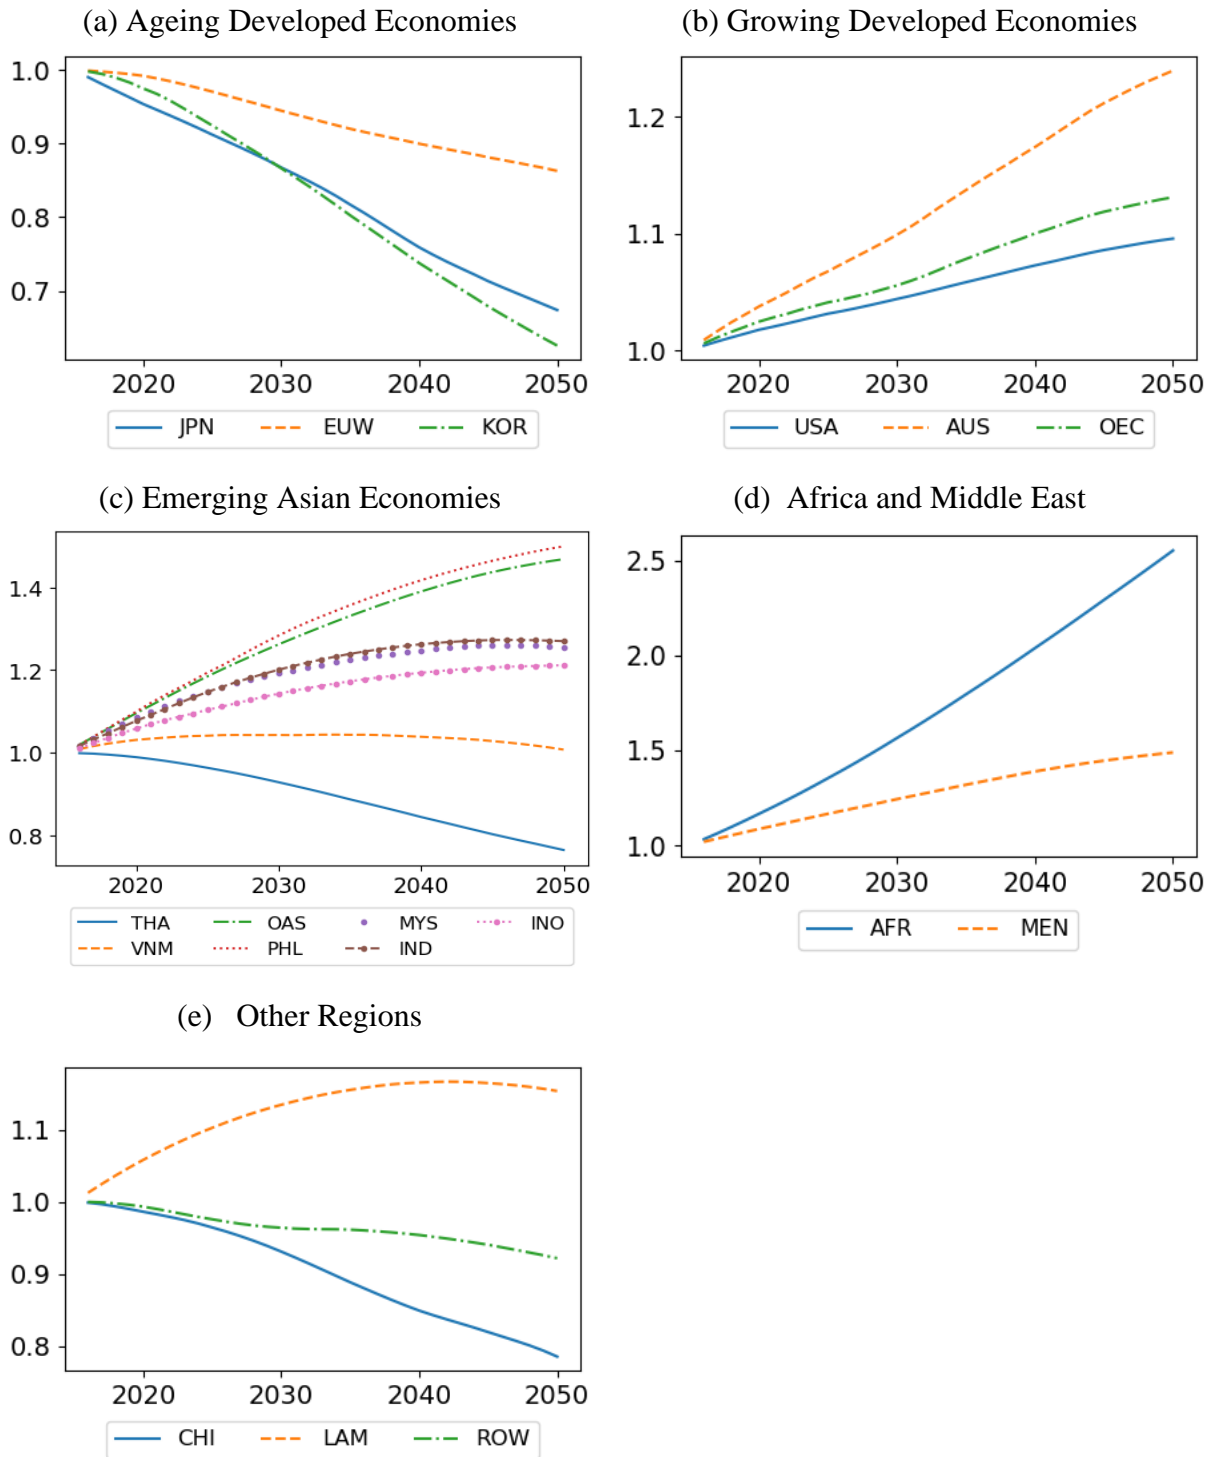 (a) Ageing Developed Economies
1.0
0.9
0.8
0.7
2020 2030 2040 2050
JPN EUW KOR
(b) Growing Developed Economies
1.2
1.1
1.0
2020 2030 2040 2050
USA AUS OEC
(c) Emerging Asian Economies
1.4
1.2
1.0
0.8
2020 2030 2040 2050
THA OAS MYS INO
VNM PHL IND
(d) Africa and Middle East
2.5
2.0
1.5
1.0
2020 2030 2040 2050
AFR MEN
(e) Other Regions
1.1
1.0
0.9
0.8
2020 2030 2040 2050
CHI LAM ROW